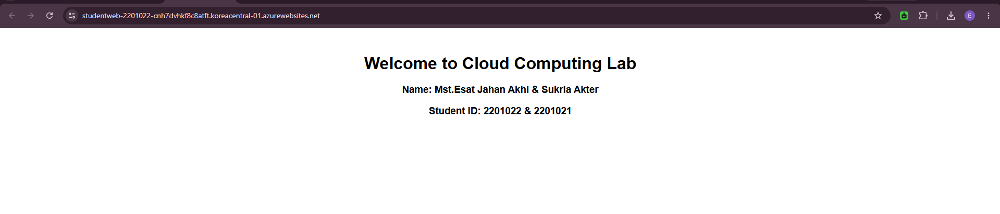 studentweb-2201022-cnh7dvhkf8c8atft.koreacentral-01.azurewebsites.net
E
Welcome to Cloud Computing Lab
Name: Mst.Esat Jahan Akhi & Sukria Akter
Student ID: 2201022 & 2201021